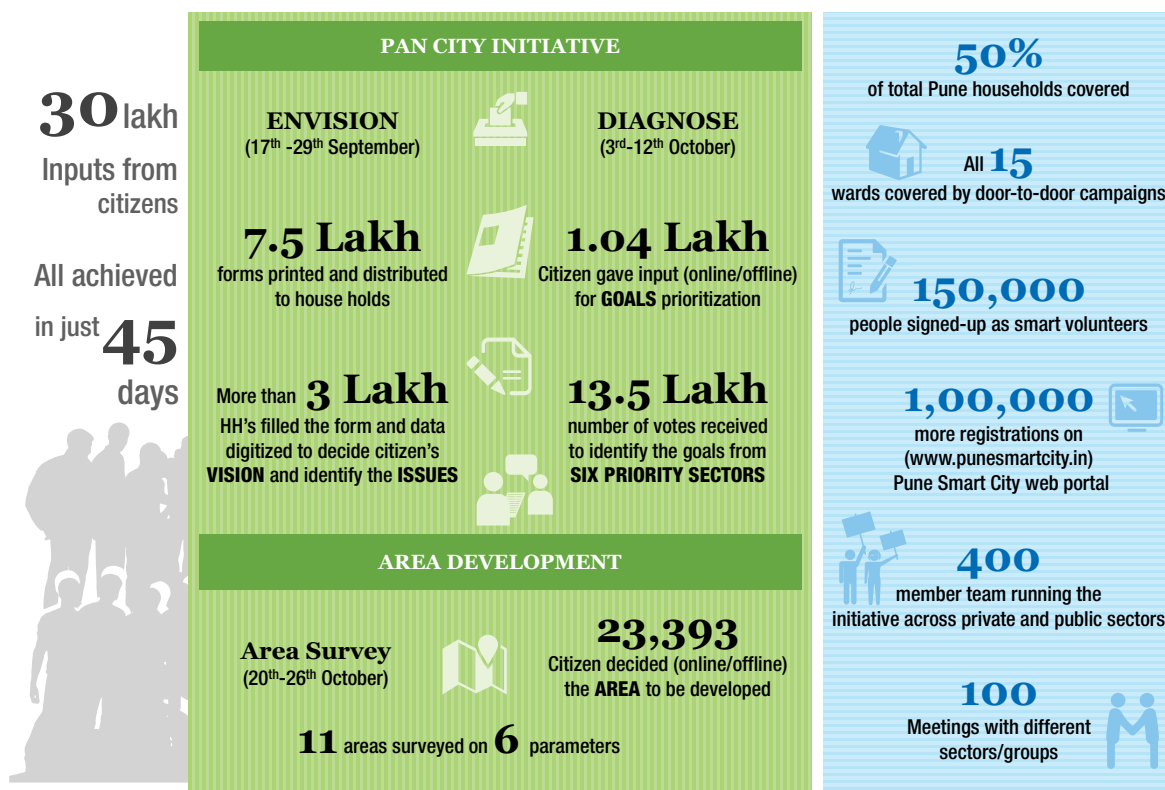 30 lakh
Inputs from
citizens
All achieved
in just 45
days
PAN CITY INITIATIVE
ENVISION
(17th -29th September)
7.5 Lakh
forms printed and distributed
to house holds
More than 3 Lakh
HH's filled the form and data
digitized to decide citizen's
VISION and identify the ISSUES
DIAGNOSE
(3rd-12th October)
1.04 Lakh
Citizen gave input (online/offline)
for GOALS prioritization
13.5 Lakh
number of votes received
to identify the goals from
SIX PRIORITY SECTORS
AREA DEVELOPMENT
Area Survey
(20th-26th October)
23,393
Citizen decided (online/offline)
the AREA to be developed
11 areas surveyed on 6 parameters
50%
of total Pune households covered
All 15
wards covered by door-to-door campaigns
150,000
people signed-up as smart volunteers
1,00,000
more registrations on
(www.punesmartcity.in)
Pune Smart City web portal
400
member team running the
initiative across private and public sectors
100
Meetings with different
sectors/groups